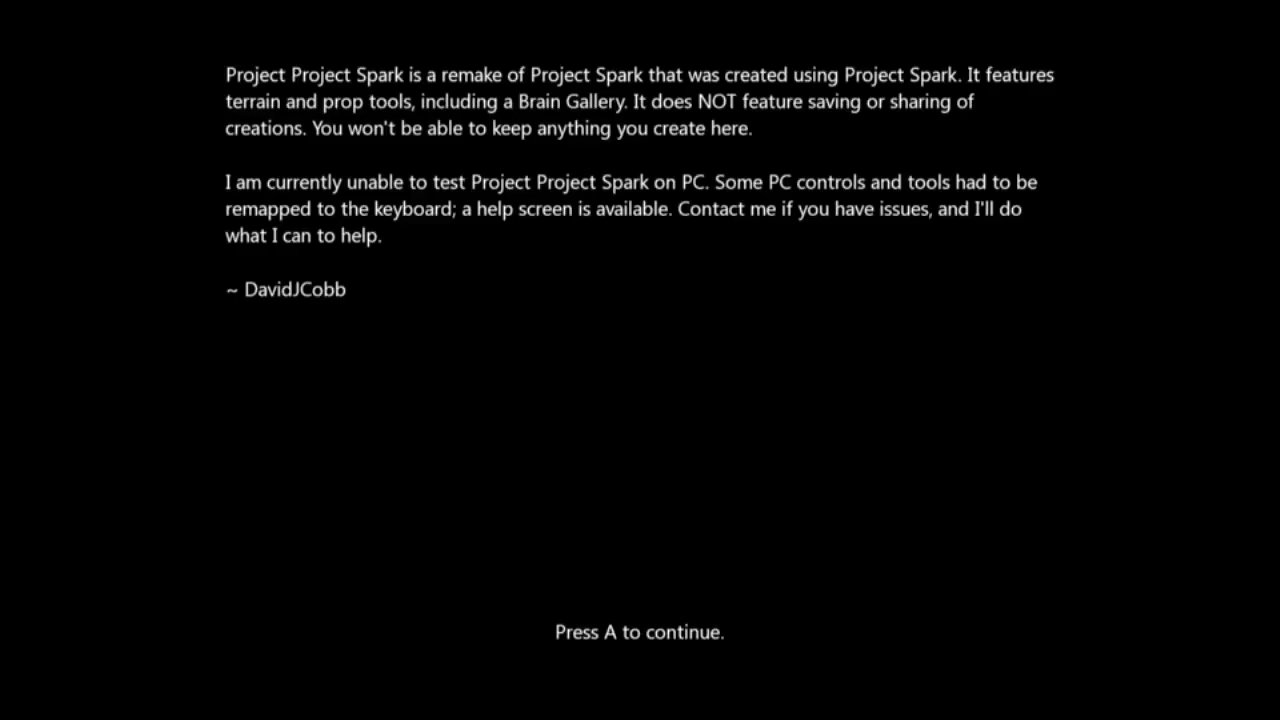 Project Project Spark is a remake of Project Spark that was created using Project Spark. It features
terrain and prop tools, including a Brain Gallery. It does NOT feature saving or sharing of
creations. You won't be able to keep anything you create here.
I am currently unable to test Project Project Spark on PC. Some PC controls and tools had to be
remapped to the keyboard; a help screen is available. Contact me if you have issues, and I'll do
what I can to help.
~ DavidJCobb
Press A to continue.